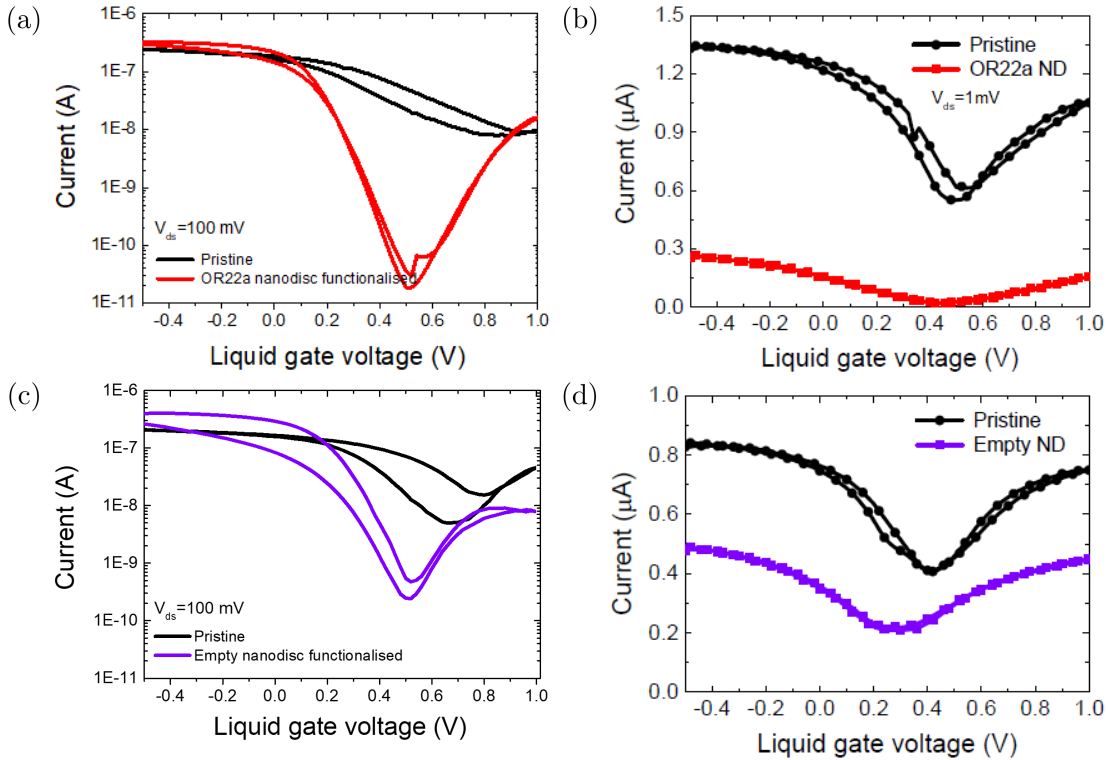 (a)
Current (A)
1E-6
1E-7
1E-8
1E-9
1E-10
1E-11
Vds=100 mV
Pristine
OR22a nanodisc functionalised
-0.4 -0.2 0.0 0.2 0.4 0.6 0.8 1.0
Liquid gate voltage (V)
(b)
Current (µA)
1.5
1.2
0.9
0.6
0.3
0.0
Pristine
OR22a ND
Vds=1mV
-0.4 -0.2 0.0 0.2 0.4 0.6 0.8 1.0
Liquid gate voltage (V)
(c)
Current (A)
1E-6
1E-7
1E-8
1E-9
1E-10
1E-11
Vds=100 mV
Pristine
Empty nanodisc functionalised
-0.4 -0.2 0.0 0.2 0.4 0.6 0.8 1.0
Liquid gate voltage (V)
(d)
Current (µA)
1.0
0.8
0.6
0.4
0.2
0.0
Pristine
Empty ND
-0.4 -0.2 0.0 0.2 0.4 0.6 0.8 1.0
Liquid gate voltage (V)